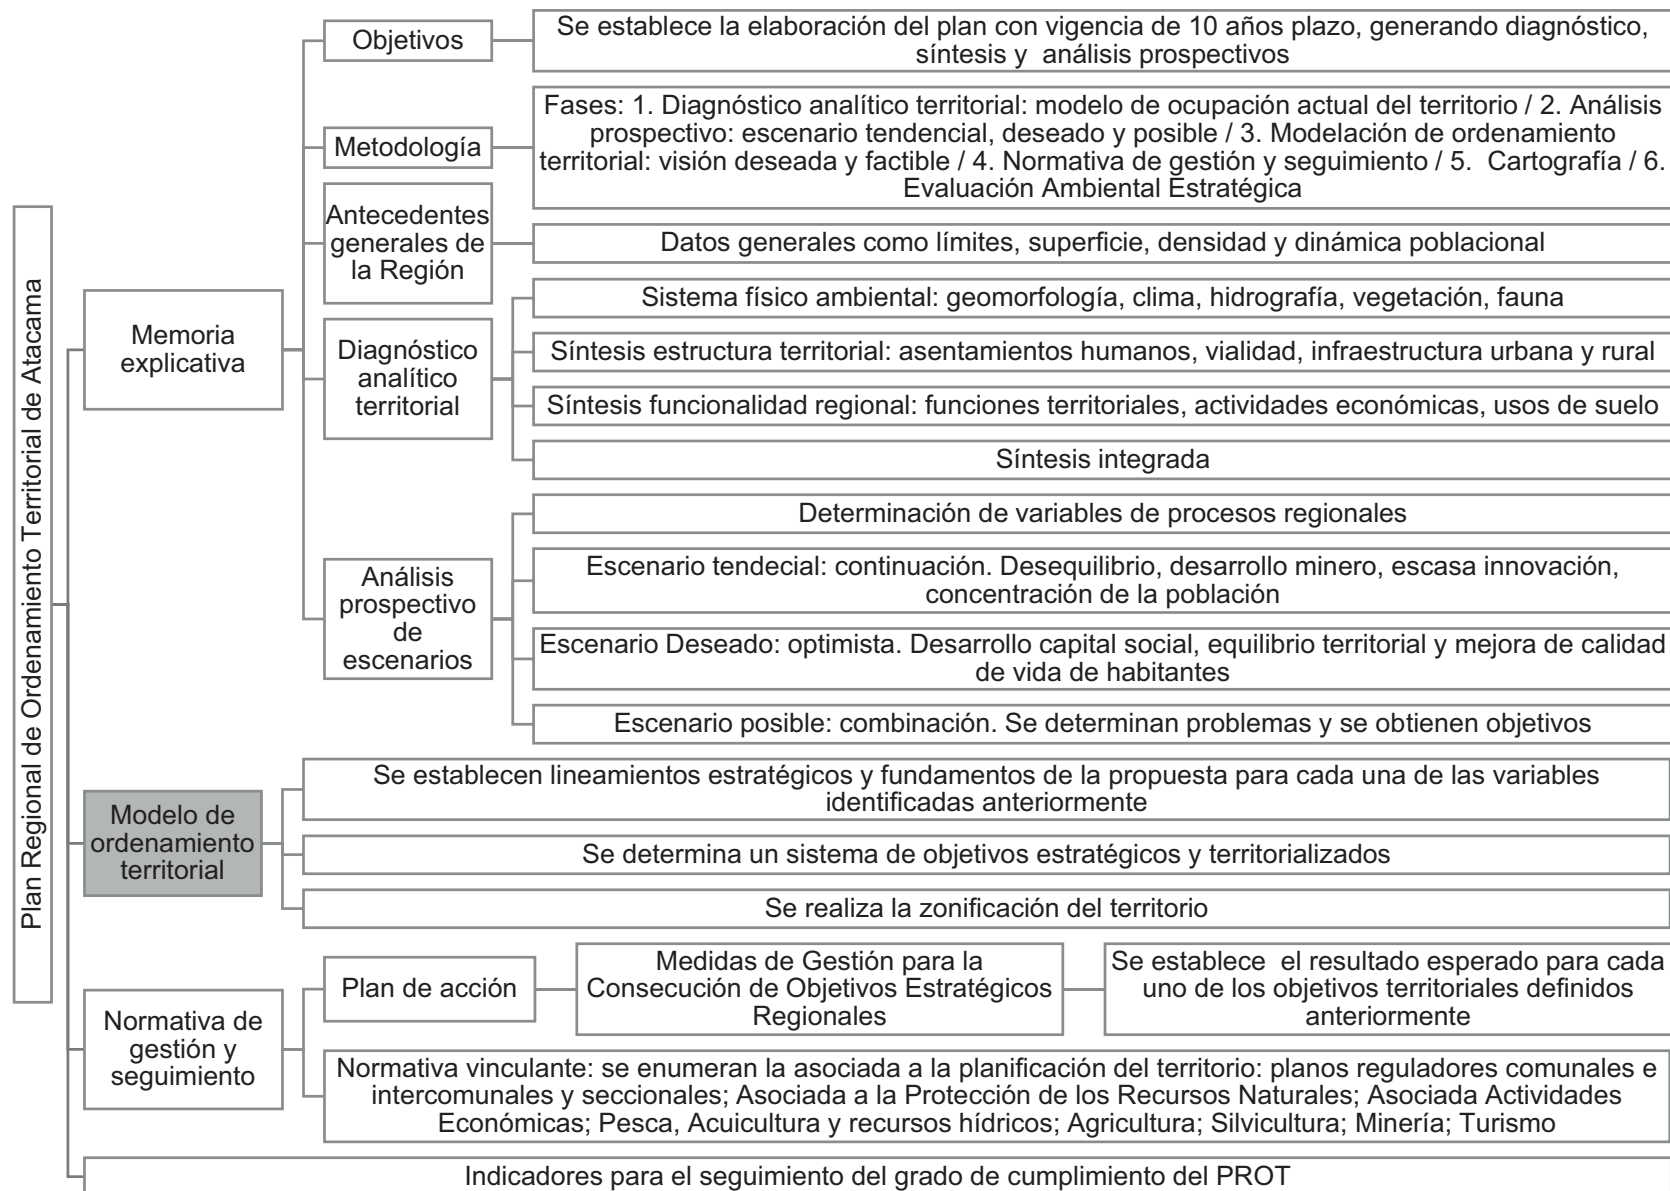 Plan Regional de Ordenamiento Territorial de Atacama
Memoria
explicativa
Objetivos
Se establece la elaboración del plan con vigencia de 10 años plazo, generando diagnóstico,
síntesis y análisis prospectivos
Metodología
Fases: 1. Diagnóstico analítico territorial: modelo de ocupación actual del territorio / 2. Análisis
prospectivo: escenario tendencial, deseado y posible / 3. Modelación de ordenamiento
territorial: visión deseada y factible / 4. Normativa de gestión y seguimiento / 5. Cartografía / 6.
Evaluación Ambiental Estratégica
Antecedentes
generales de
la Región
Datos generales como límites, superficie, densidad y dinámica poblacional
Diagnóstico
analítico
territorial
Sistema físico ambiental: geomorfología, clima, hidrografía, vegetación, fauna
Síntesis estructura territorial: asentamientos humanos, vialidad, infraestructura urbana y rural
Síntesis funcionalidad regional: funciones territoriales, actividades económicas, usos de suelo
Síntesis integrada
Análisis
prospectivo
de
escenarios
Determinación de variables de procesos regionales
Escenario tendecial: continuación. Desequilibrio, desarrollo minero, escasa innovación,
concentración de la población
Escenario Deseado: optimista. Desarrollo capital social, equilibrio territorial y mejora de calidad
de vida de habitantes
Escenario posible: combinación. Se determinan problemas y se obtienen objetivos
Modelo de
ordenamiento
territorial
Se establecen lineamientos estratégicos y fundamentos de la propuesta para cada una de las variables
identificadas anteriormente
Se determina un sistema de objetivos estratégicos y territorializados
Se realiza la zonificación del territorio
Normativa de
gestión y
seguimiento
Plan de acción
Medidas de Gestión para la
Consecución de Objetivos Estratégicos
Regionales
Se establece el resultado esperado para cada
uno de los objetivos territoriales definidos
anteriormente
Normativa vinculante: se enumeran la asociada a la planificación del territorio: planos reguladores comunales e
intercomunales y seccionales; Asociada a la Protección de los Recursos Naturales; Asociada Actividades
Económicas; Pesca, Acuicultura y recursos hídricos; Agricultura; Silvicultura; Minería; Turismo
Indicadores para el seguimiento del grado de cumplimiento del PROT